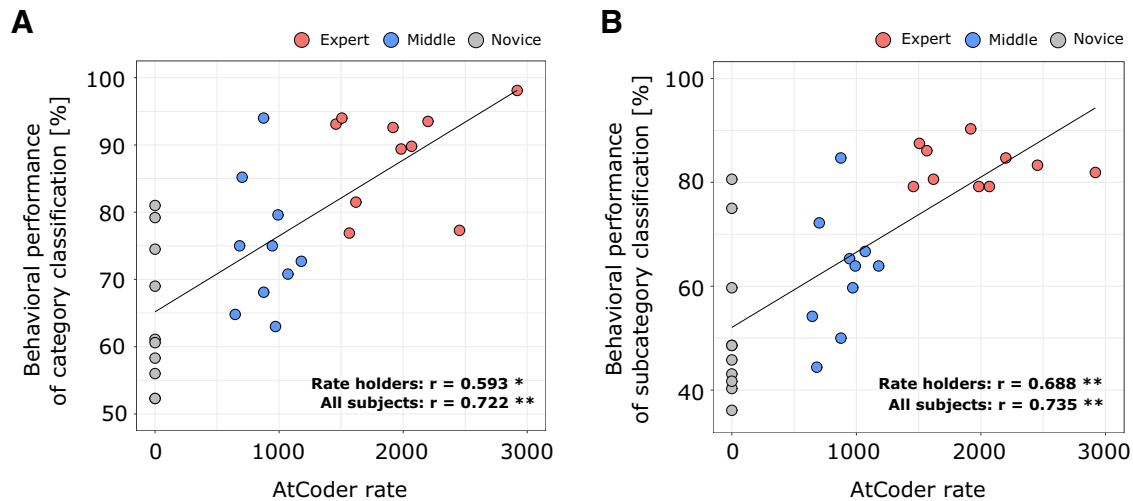 A
Expert Middle Novice
Behavioral performance
of category classification [%]
100
90
80
70
60
50
Rate holders: r = 0.593 *
All subjects: r = 0.722 **
0 1000 2000 3000
AtCoder rate
B
Expert Middle Novice
Behavioral performance
of subcategory classification [%]
100
80
60
40
Rate holders: r = 0.688 **
All subjects: r = 0.735 **
0 1000 2000 3000
AtCoder rate